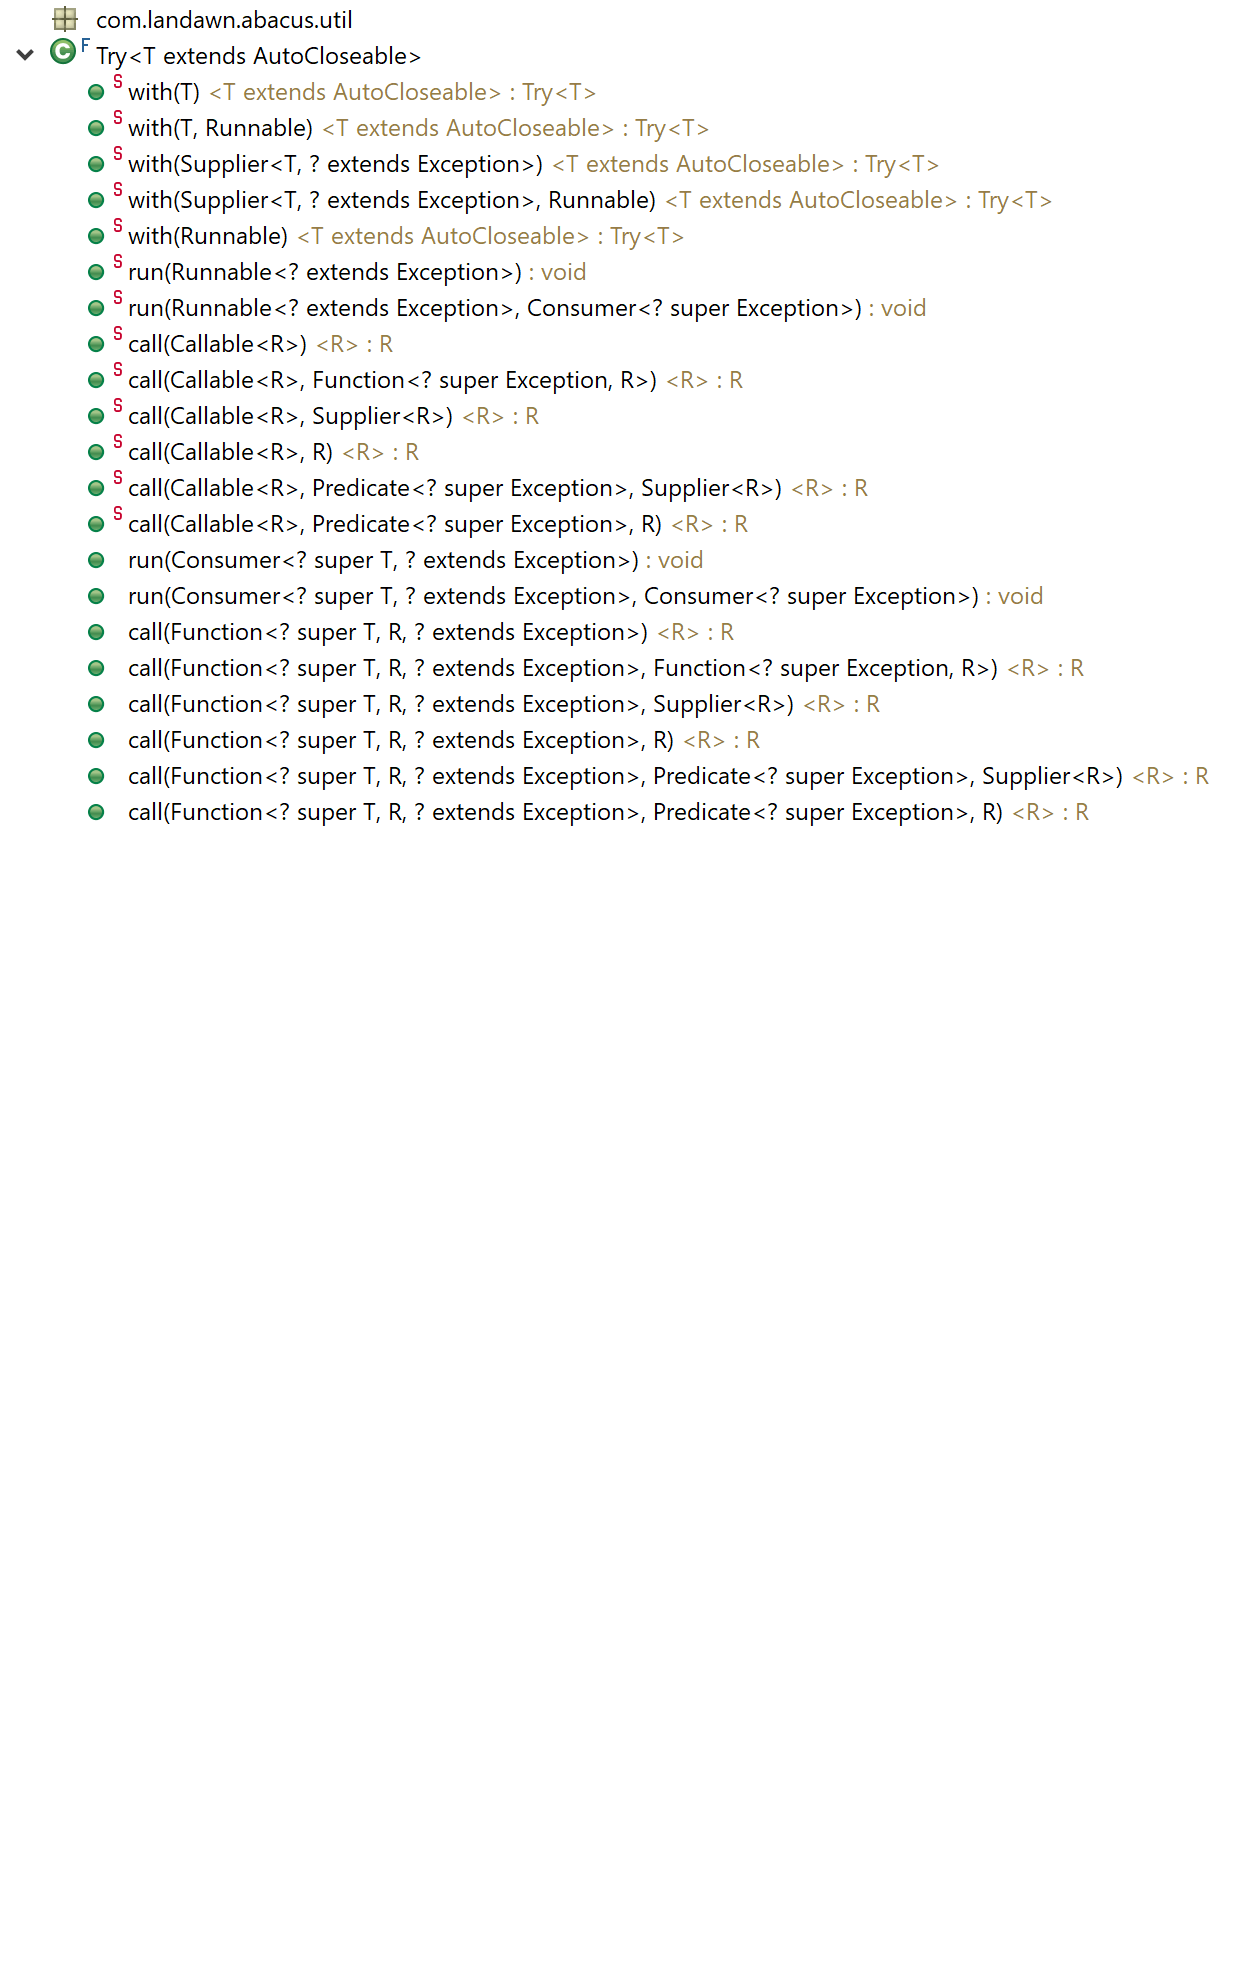 com.landawn.abacus.util
C F Try<T extends AutoCloseable>
S with(T) <T extends AutoCloseable> : Try<T>
S with(T, Runnable) <T extends AutoCloseable> : Try<T>
S with(Supplier<T, ? extends Exception>) <T extends AutoCloseable> : Try<T>
S with(Supplier<T, ? extends Exception>, Runnable) <T extends AutoCloseable> : Try<T>
S with(Runnable) <T extends AutoCloseable> : Try<T>
S run(Runnable<? extends Exception>) : void
S run(Runnable<? extends Exception>, Consumer<? super Exception>) : void
S call(Callable<R>) <R> : R
S call(Callable<R>, Function<? super Exception, R>) <R> : R
S call(Callable<R>, Supplier<R>) <R> : R
S call(Callable<R>, R) <R> : R
S call(Callable<R>, Predicate<? super Exception>, Supplier<R>) <R> : R
S call(Callable<R>, Predicate<? super Exception>, R) <R> : R
run(Consumer<? super T, ? extends Exception>) : void
run(Consumer<? super T, ? extends Exception>, Consumer<? super Exception>) : void
call(Function<? super T, R, ? extends Exception>) <R> : R
call(Function<? super T, R, ? extends Exception>, Function<? super Exception, R>) <R> : R
call(Function<? super T, R, ? extends Exception>, Supplier<R>) <R> : R
call(Function<? super T, R, ? extends Exception>, R) <R> : R
call(Function<? super T, R, ? extends Exception>, Predicate<? super Exception>, Supplier<R>) <R> : R
call(Function<? super T, R, ? extends Exception>, Predicate<? super Exception>, R) <R> : R